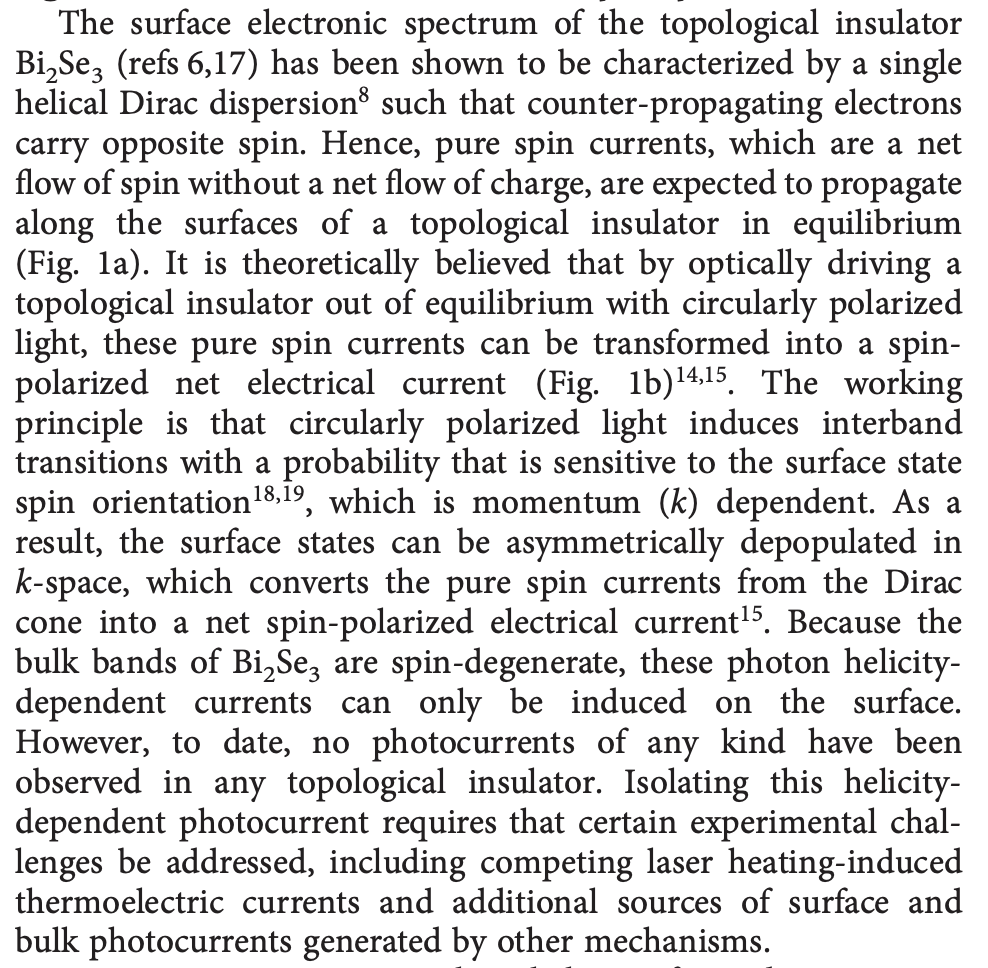 The surface electronic spectrum of the topological insulator
Bi₂Se₃ (refs 6,17) has been shown to be characterized by a single
helical Dirac dispersion⁸ such that counter-propagating electrons
carry opposite spin. Hence, pure spin currents, which are a net
flow of spin without a net flow of charge, are expected to propagate
along the surfaces of a topological insulator in equilibrium
(Fig. 1a). It is theoretically believed that by optically driving a
topological insulator out of equilibrium with circularly polarized
light, these pure spin currents can be transformed into a spin-
polarized net electrical current (Fig. 1b)¹⁴,¹⁵. The working
principle is that circularly polarized light induces interband
transitions with a probability that is sensitive to the surface state
spin orientation¹⁸,¹⁹, which is momentum (k) dependent. As a
result, the surface states can be asymmetrically depopulated in
k-space, which converts the pure spin currents from the Dirac
cone into a net spin-polarized electrical current¹⁵. Because the
bulk bands of Bi₂Se₃ are spin-degenerate, these photon helicity-
dependent currents can only be induced on the surface.
However, to date, no photocurrents of any kind have been
observed in any topological insulator. Isolating this helicity-
dependent photocurrent requires that certain experimental chal-
lenges be addressed, including competing laser heating-induced
thermoelectric currents and additional sources of surface and
bulk photocurrents generated by other mechanisms.